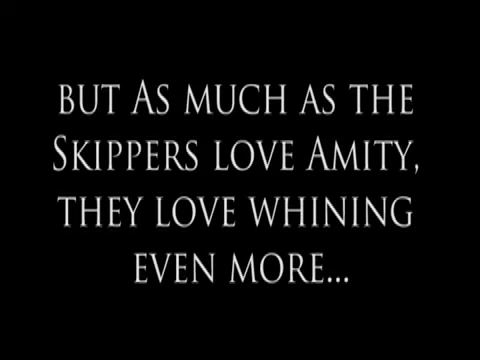 BUT AS MUCH AS THE
SKIPPERS LOVE AMITY,
THEY LOVE WHINING
EVEN MORE...